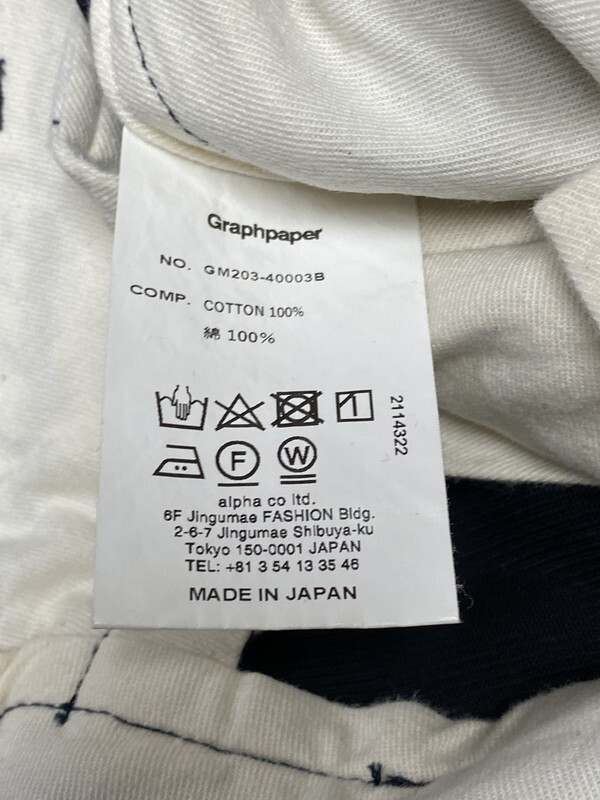 Graphpaper
NO. GM203-40003B
COMP. COTTON 100%
綿 100%
2114322
F
W
alpha co ltd.
6F Jingumae FASHION Bldg.
2-6-7 Jingumae Shibuya-ku
Tokyo 150-0001 JAPAN
TEL: +81 3 54 13 35 46
MADE IN JAPAN